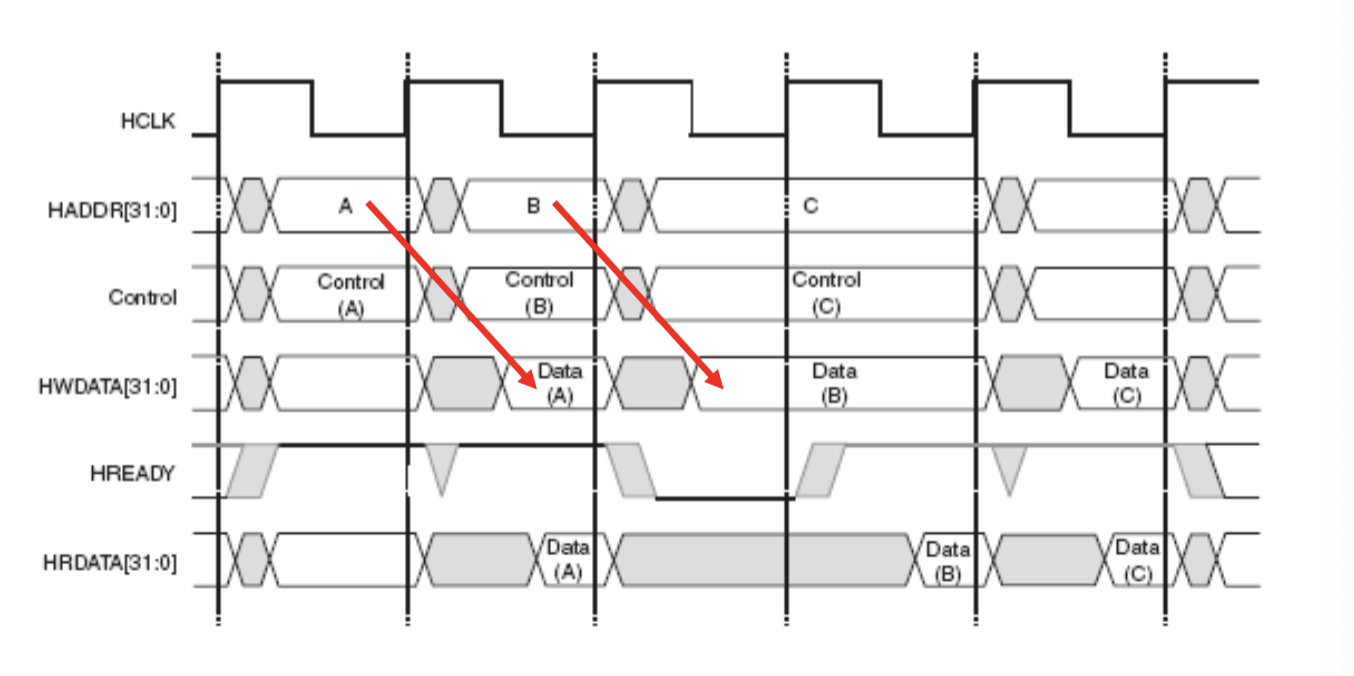 HCLK
HADDR[31:0]
A
B
C
Control
Control
(A)
Control
(B)
Control
(C)
HWDATA[31:0]
Data
(A)
Data
(B)
Data
(C)
HREADY
HRDATA[31:0]
Data
(A)
Data
(B)
Data
(C)